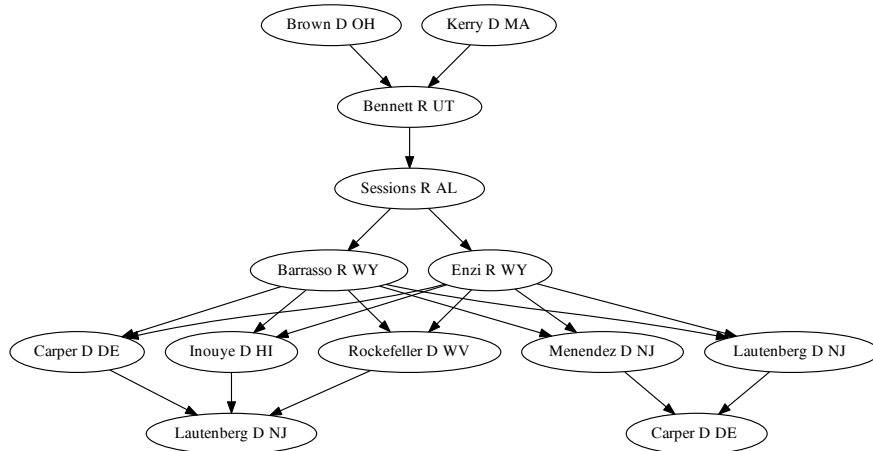 Brown D OH
Kerry D MA
Bennett R UT
Sessions R AL
Barrasso R WY
Enzi R WY
Carper D DE
Inouye D HI
Rockefeller D WV
Menendez D NJ
Lautenberg D NJ
Lautenberg D NJ
Carper D DE